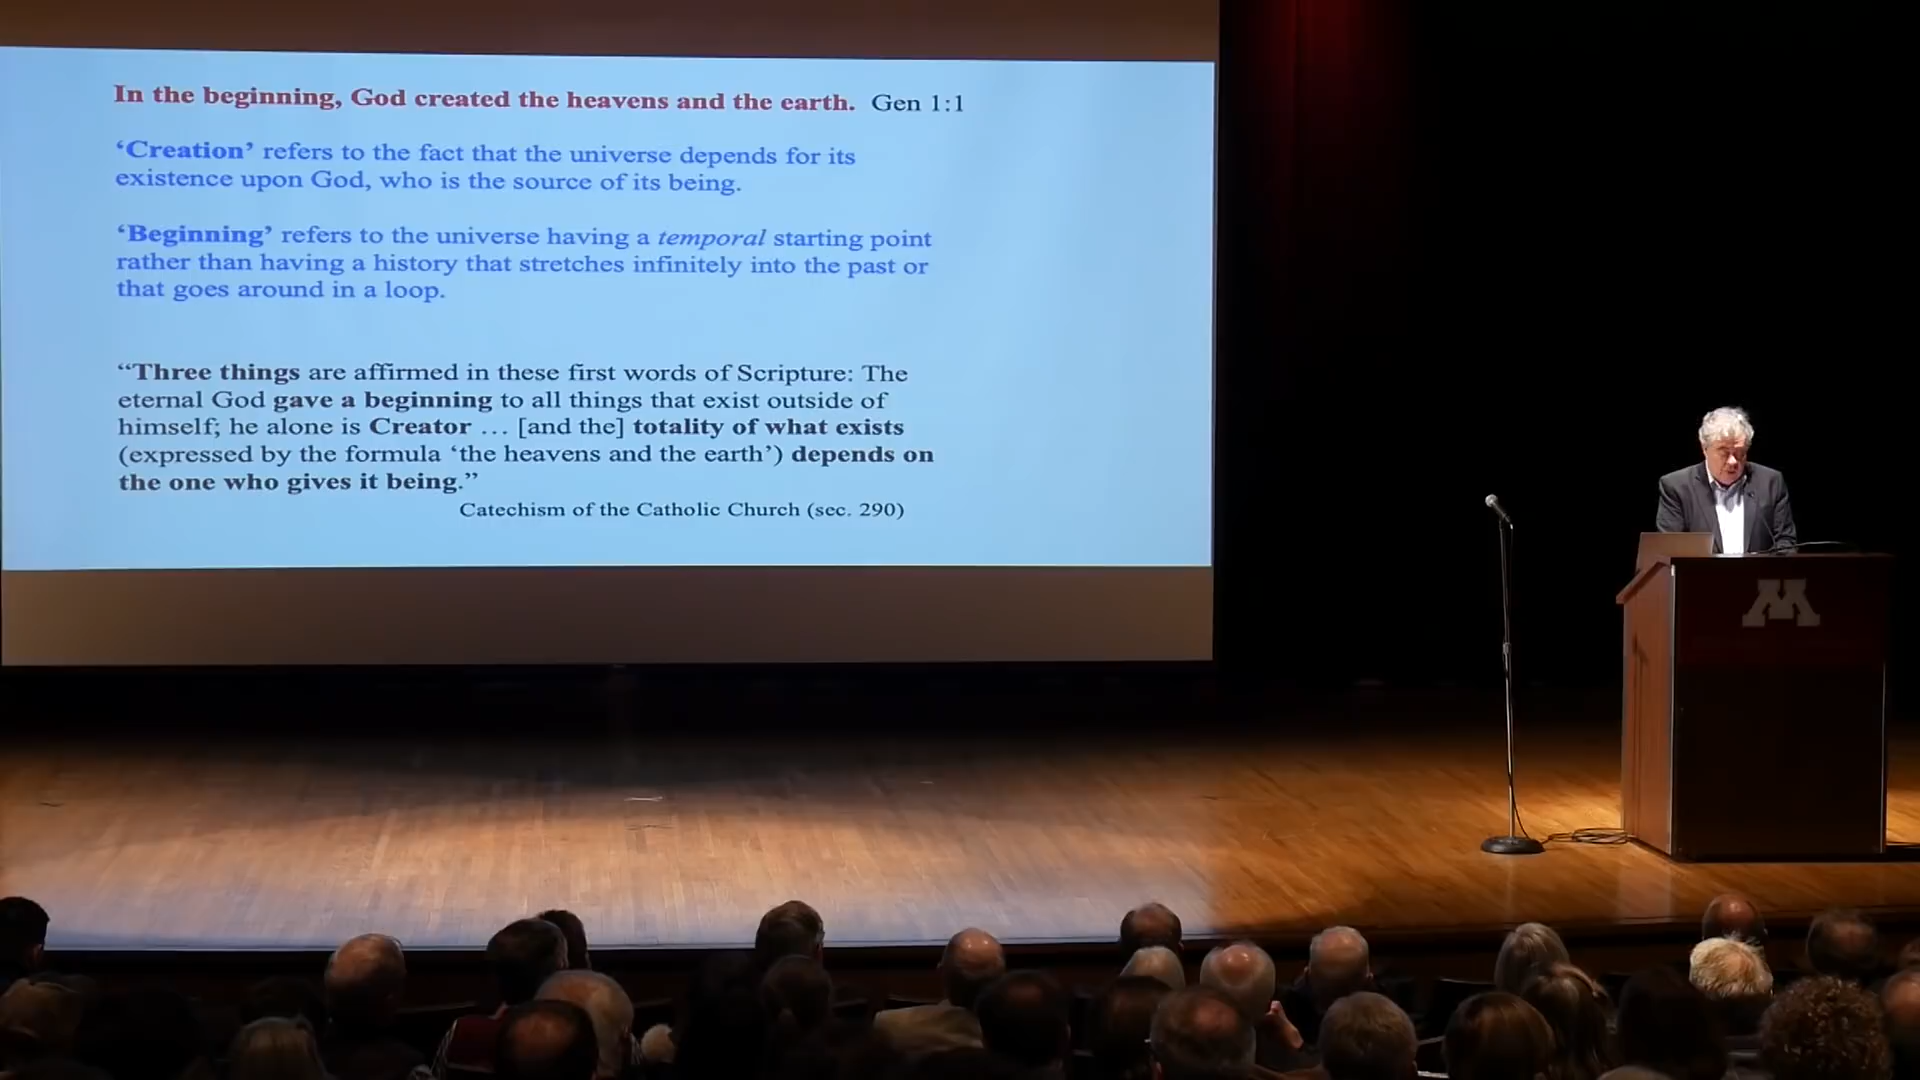 In the beginning, God created the heavens and the earth. Gen 1:1
‘Creation’ refers to the fact that the universe depends for its
existence upon God, who is the source of its being.
‘Beginning’ refers to the universe having a temporal starting point
rather than having a history that stretches infinitely into the past or
that goes around in a loop.
“Three things are affirmed in these first words of Scripture: The
eternal God gave a beginning to all things that exist outside of
himself; he alone is Creator … [and the] totality of what exists
(expressed by the formula ‘the heavens and the earth’) depends on
the one who gives it being.”
Catechism of the Catholic Church (sec. 290)
M